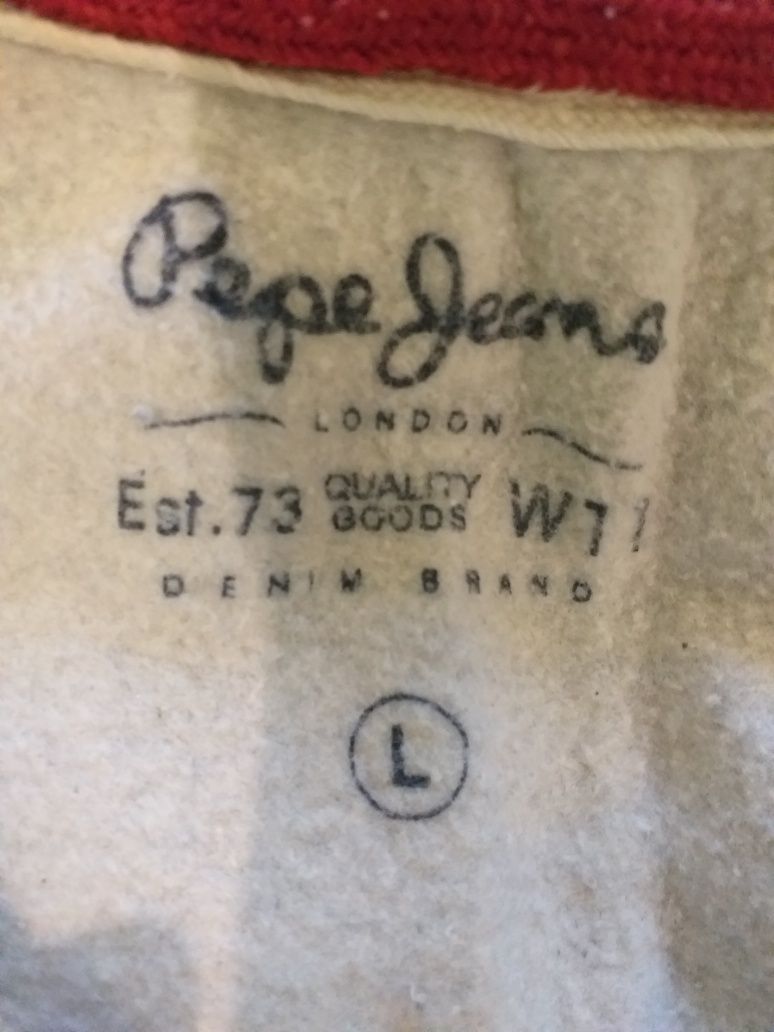 Pepe Jeans
LONDON
Est.73 QUALITY GOODS W11
DENIM BRAND
L